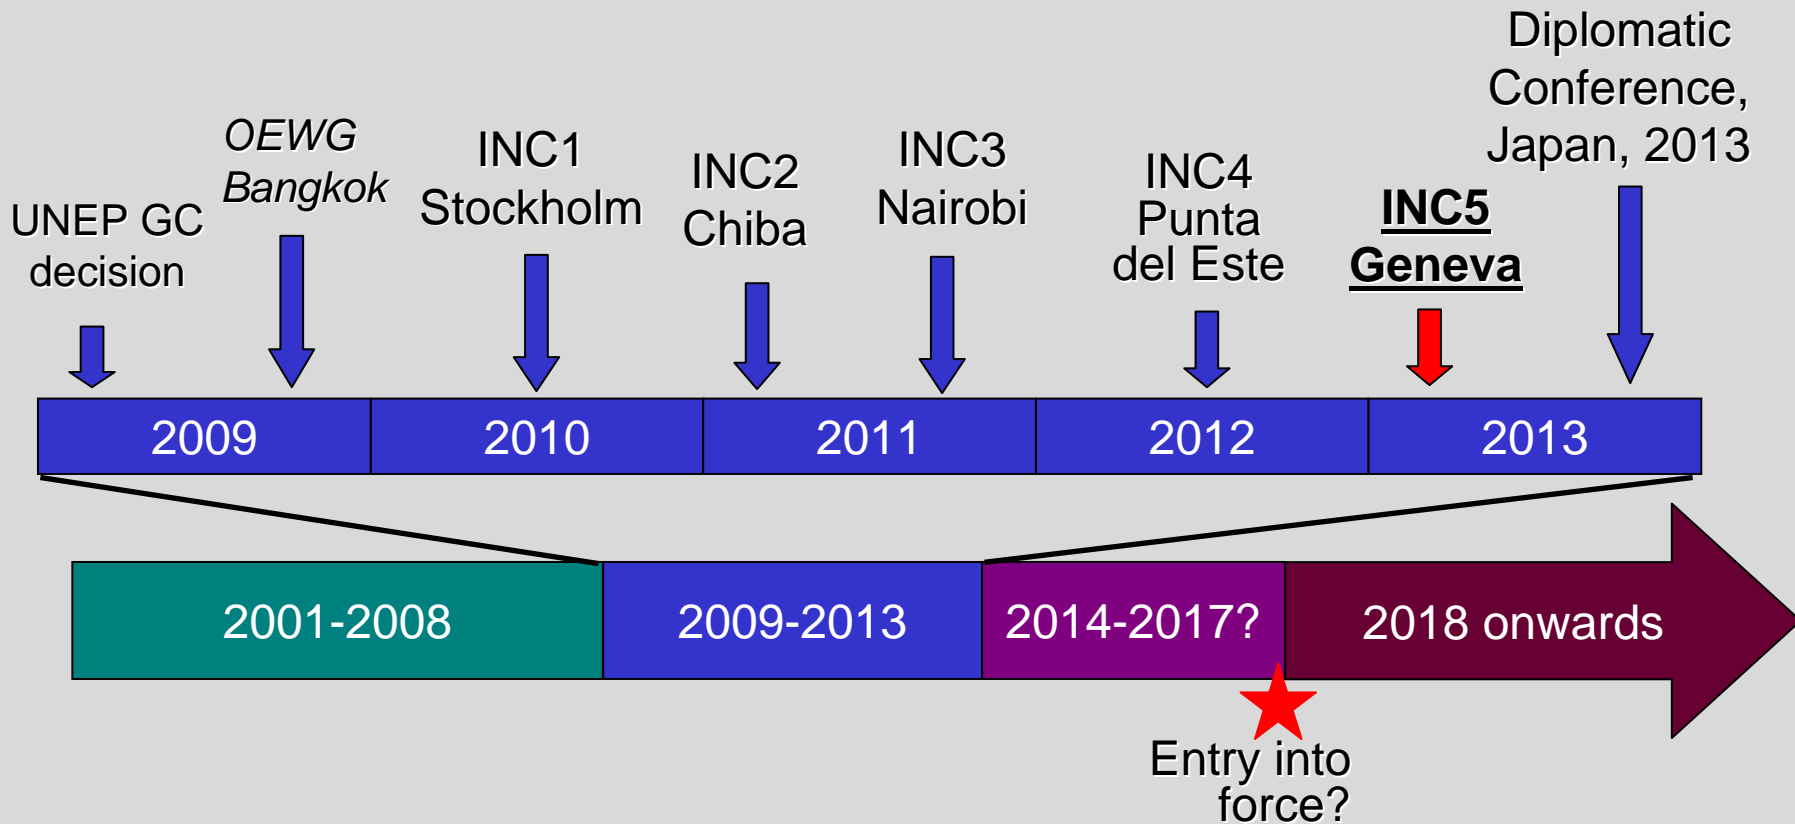 UNEP GC
decision
OEWG
Bangkok
INC1
Stockholm
INC2
Chiba
INC3
Nairobi
INC4
Punta
del Este
INC5
Geneva
Diplomatic
Conference,
Japan, 2013
2009
2010
2011
2012
2013
2001-2008
2009-2013
2014-2017?
2018 onwards
Entry into
force?